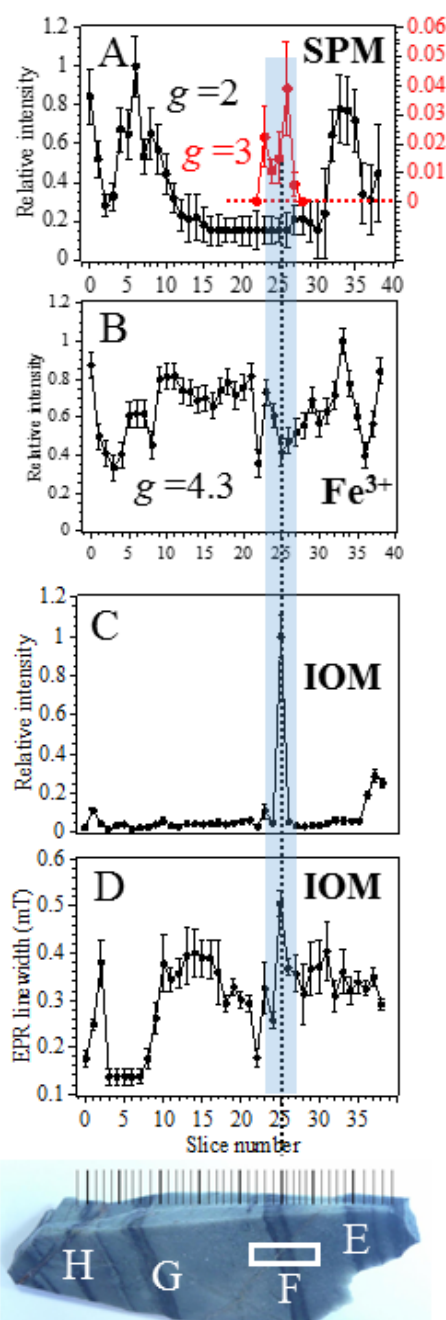 A
SPM
g =2
g =3
Relative intensity
1.2
1
0.8
0.6
0.4
0.2
0
0.06
0.05
0.04
0.03
0.02
0.01
0
0 5 10 15 20 25 30 35 40
B
g =4.3
Fe³⁺
Relative intensity
1.2
1
0.8
0.6
0.4
0.2
0
0 5 10 15 20 25 30 35 40
C
IOM
Relative intensity
1.2
1
0.8
0.6
0.4
0.2
0
D
IOM
EPR linewidth (mT)
0.6
0.5
0.4
0.3
0.2
0.1
0 5 10 15 20 25 30 35
Slice number
H G F E